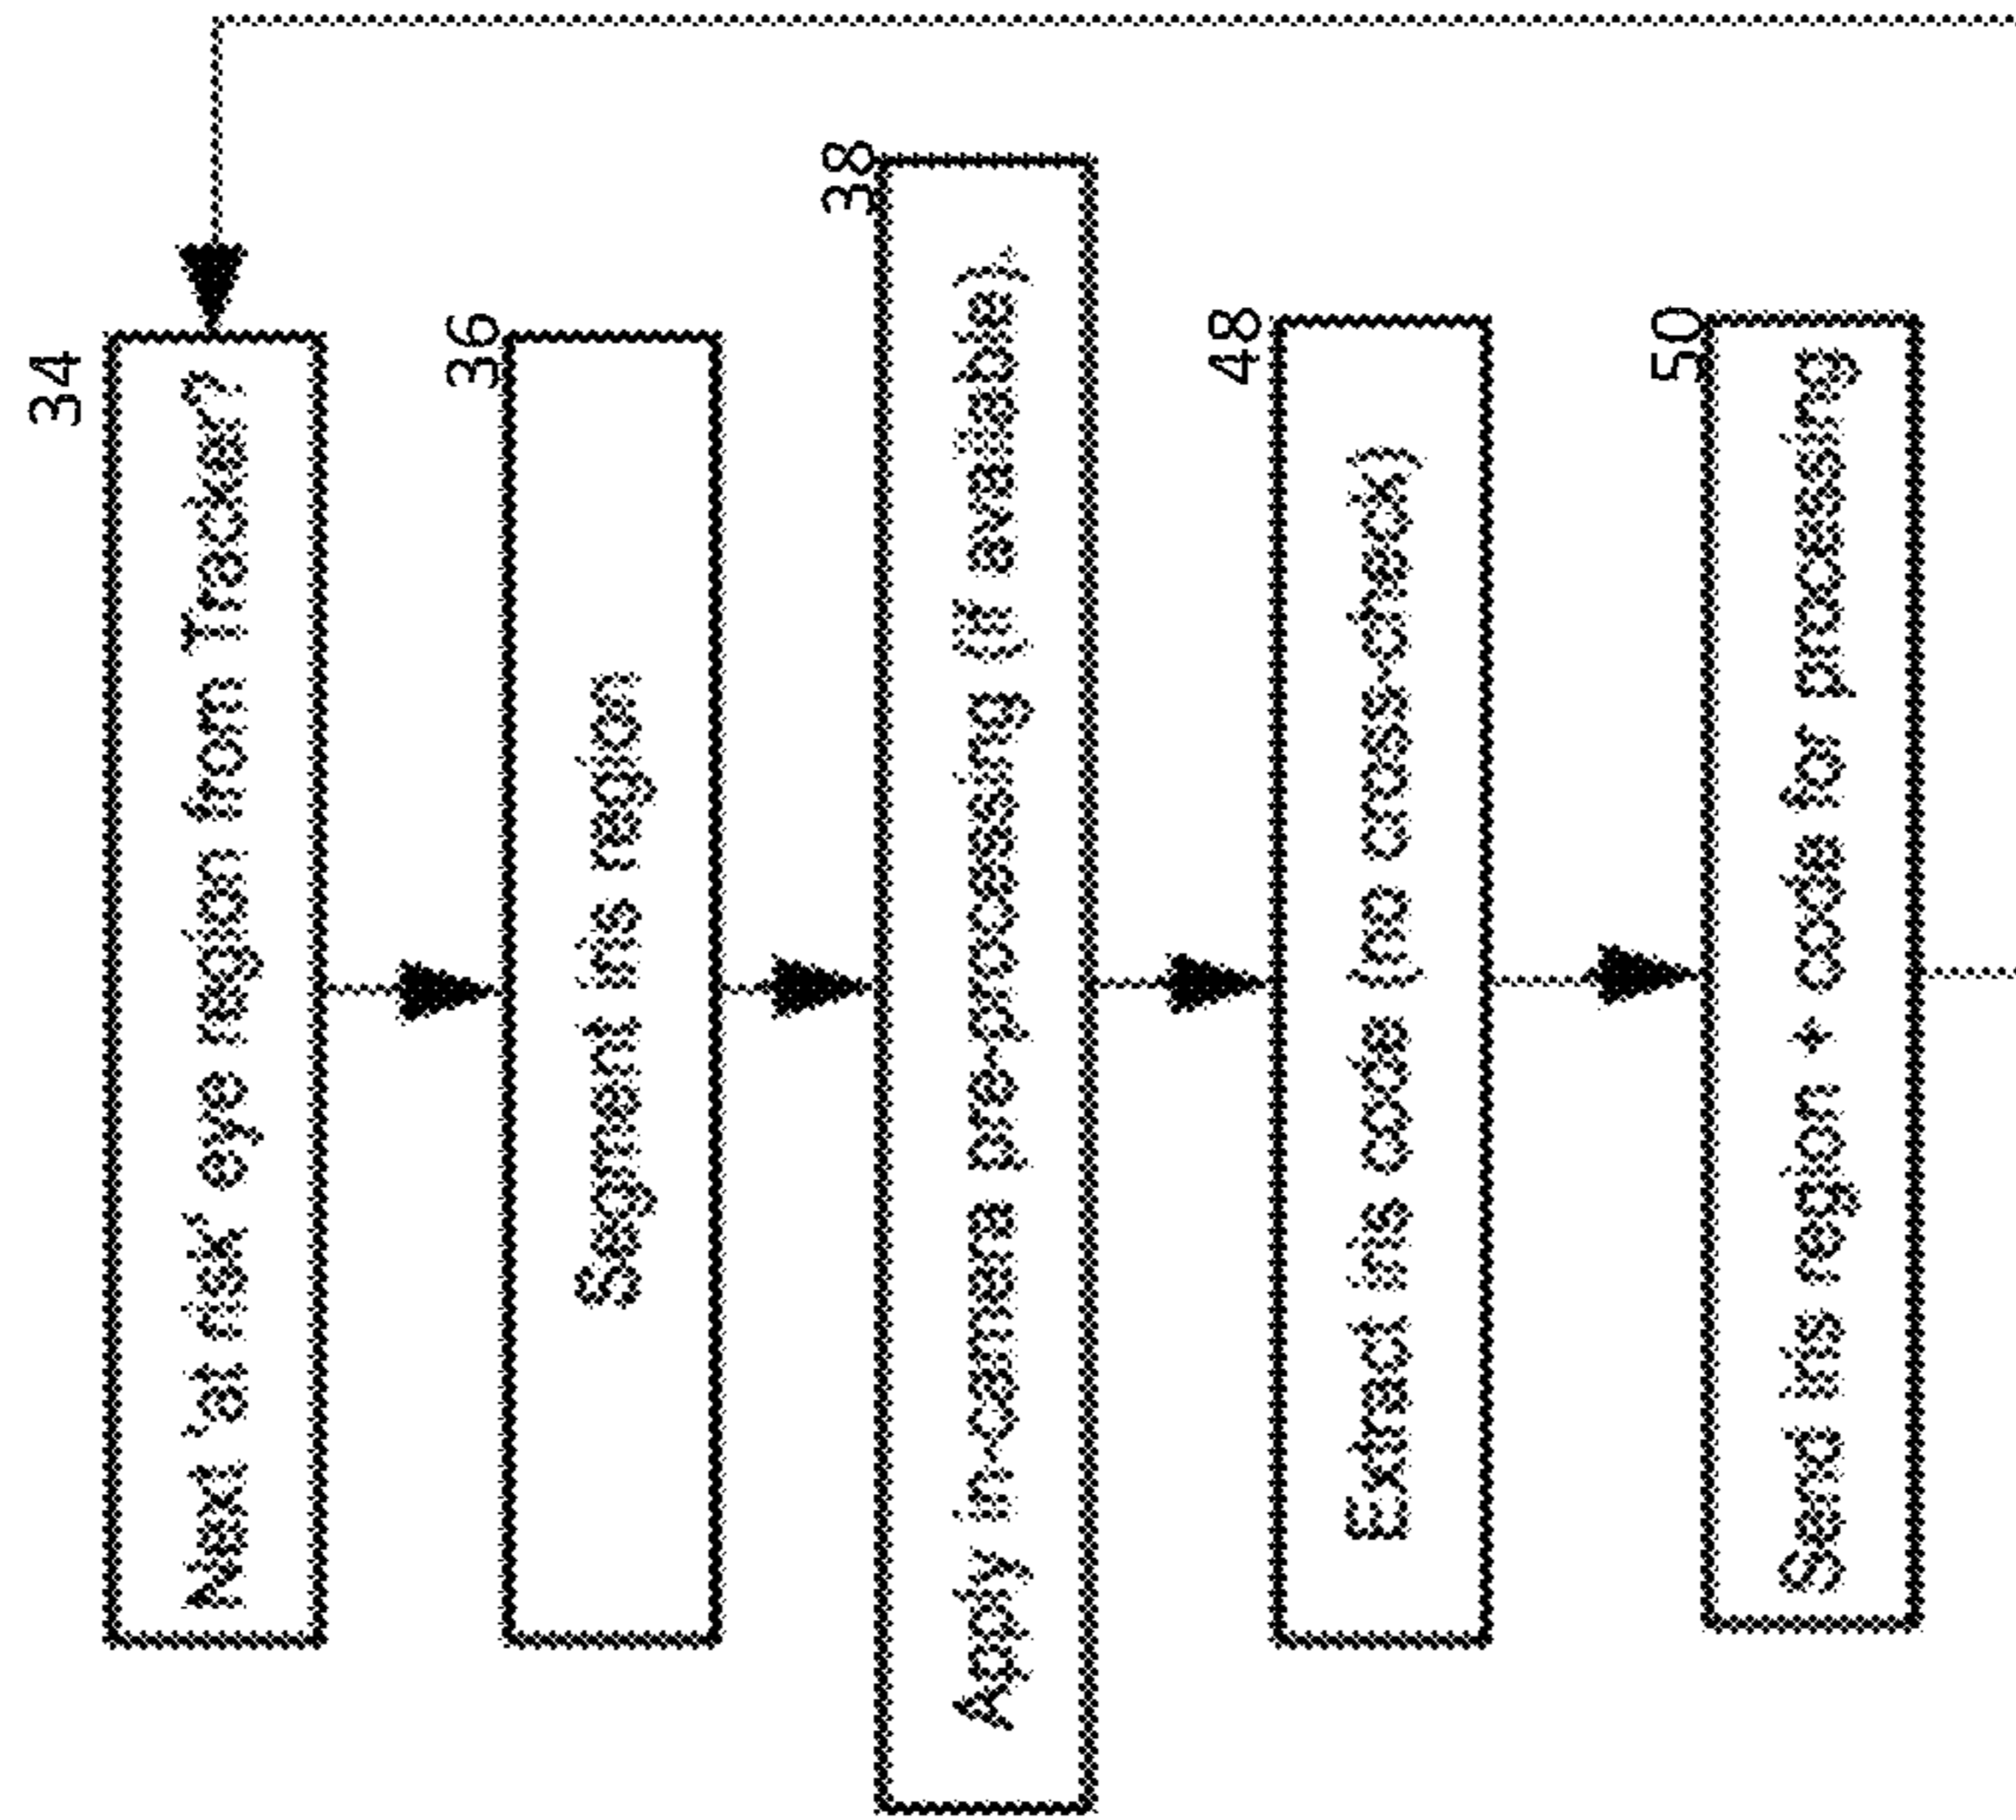 34
Next 'at risk' eye region from Tracker?
36
Segment iris region
38
Apply in-camera pre-processing (if available).
48
Extract iris code (no cross-check)
50
Send iris region + code for processing